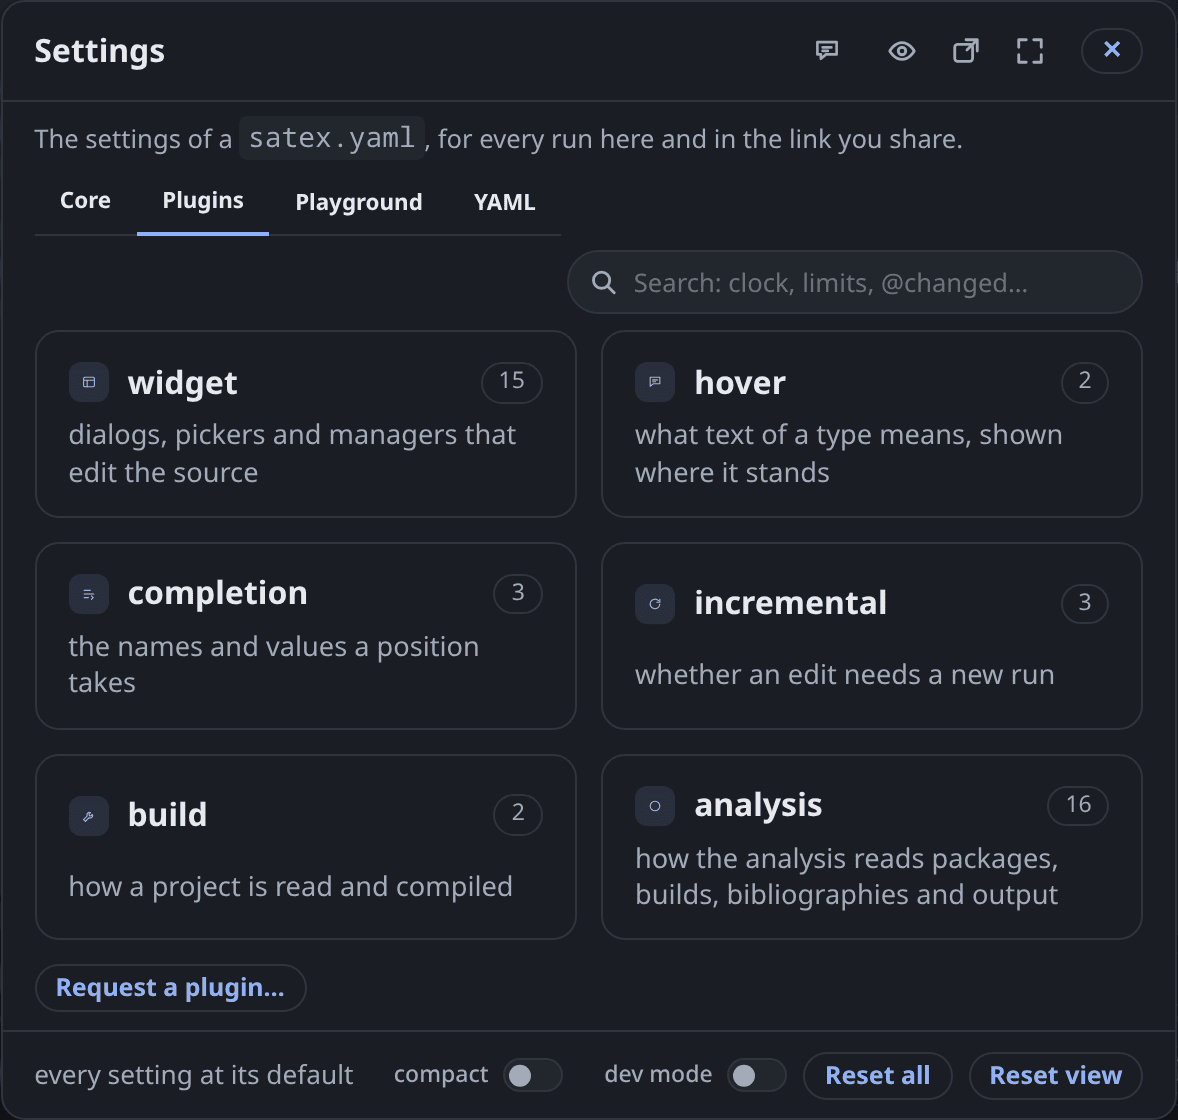 Settings
The settings of a satex.yaml, for every run here and in the link you share.
Core Plugins Playground YAML
Search: clock, limits, @changed...
widget 15
dialogs, pickers and managers that
edit the source
hover 2
what text of a type means, shown
where it stands
completion 3
the names and values a position
takes
incremental 3
whether an edit needs a new run
build 2
how a project is read and compiled
analysis 16
how the analysis reads packages,
builds, bibliographies and output
Request a plugin...
every setting at its default compact dev mode Reset all Reset view